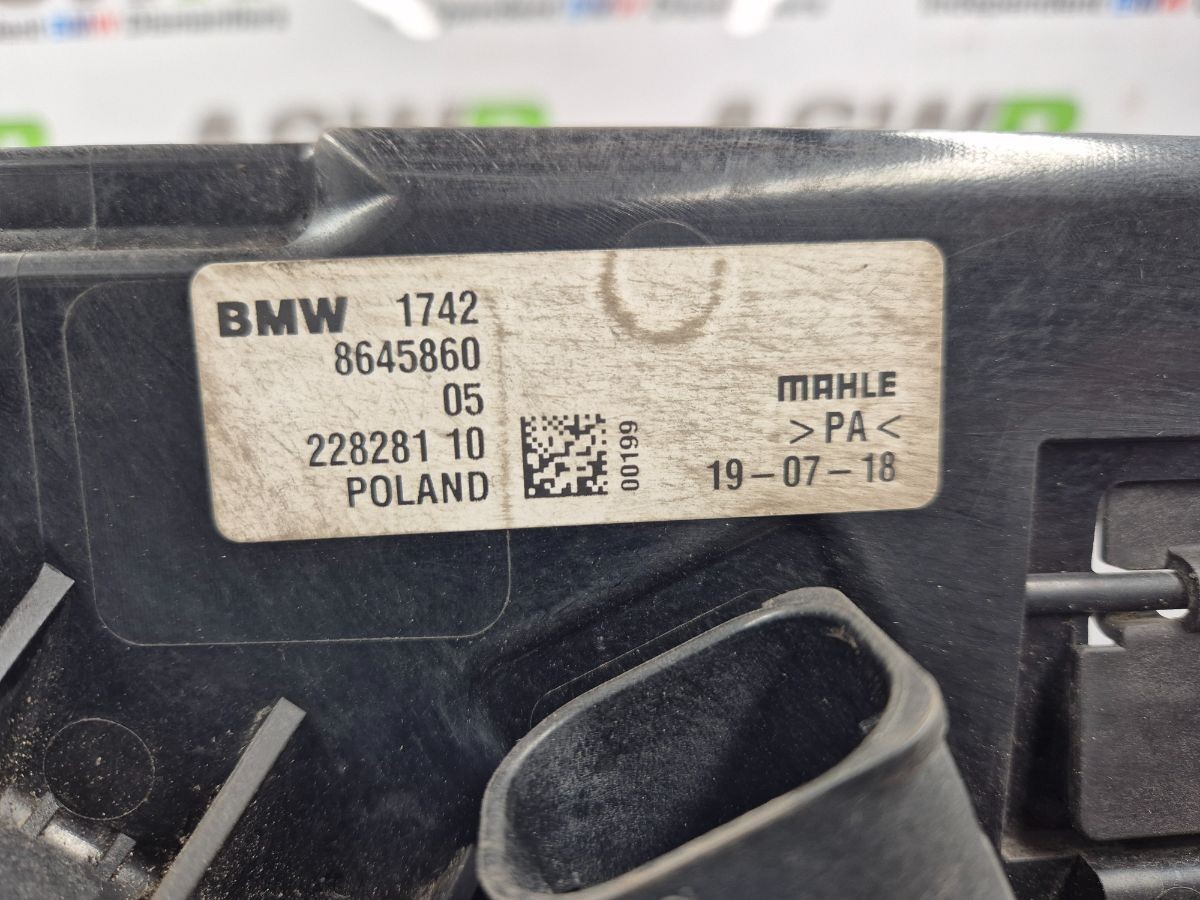 BMW 1742
8645860
05
228281 10
POLAND
00199
MAHLE
>PA<
19-07-18